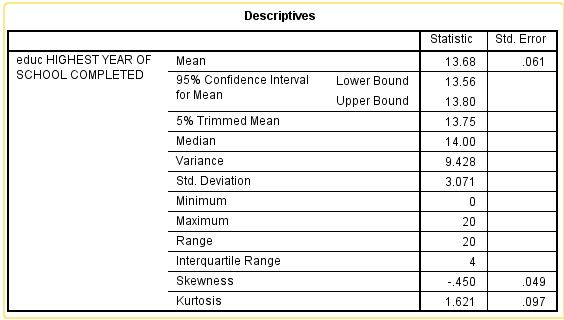 Descriptives
Statistic Std. Error
educ HIGHEST YEAR OF SCHOOL COMPLETED Mean 13.68 .061
95% Confidence Interval for Mean Lower Bound 13.56
Upper Bound 13.80
5% Trimmed Mean 13.75
Median 14.00
Variance 9.428
Std. Deviation 3.071
Minimum 0
Maximum 20
Range 20
Interquartile Range 4
Skewness -.450 .049
Kurtosis 1.621 .097